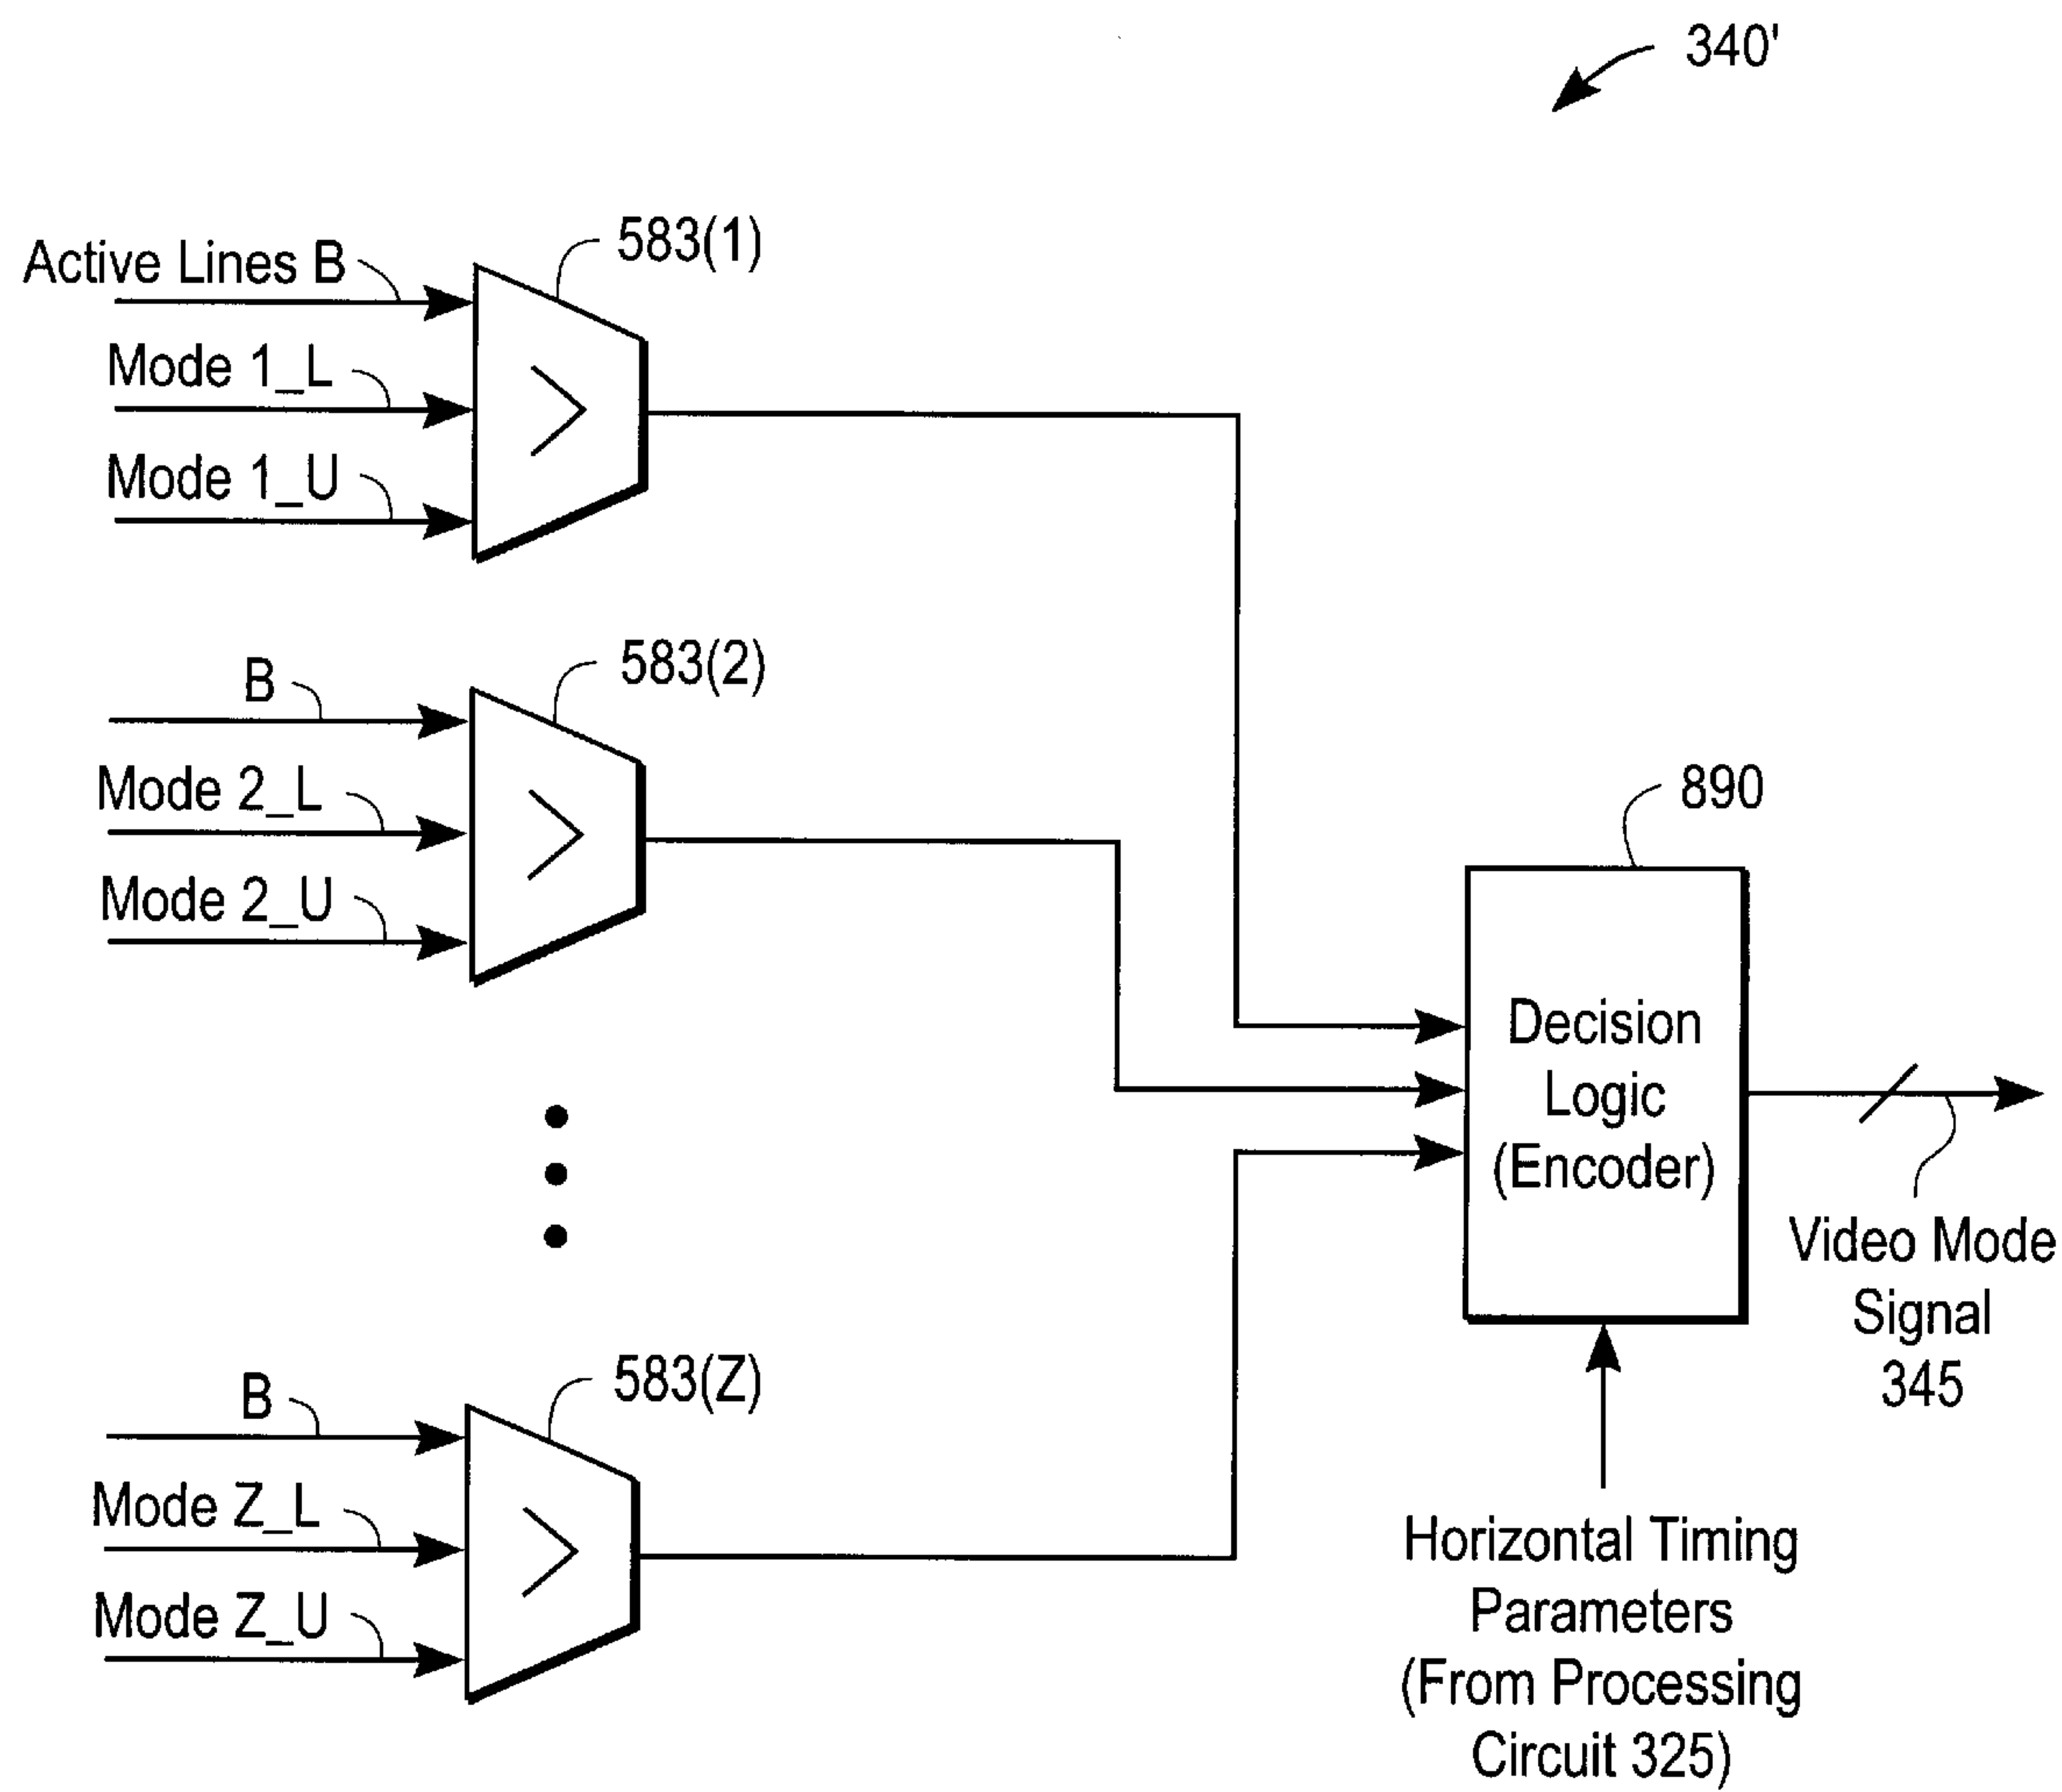 340'
Active Lines B
583(1)
Mode 1_L
Mode 1_U
B
583(2)
Mode 2_L
Mode 2_U
890
Decision
Logic
(Encoder)
Video Mode
Signal
345
B
583(Z)
Mode Z_L
Mode Z_U
Horizontal Timing
Parameters
(From Processing
Circuit 325)